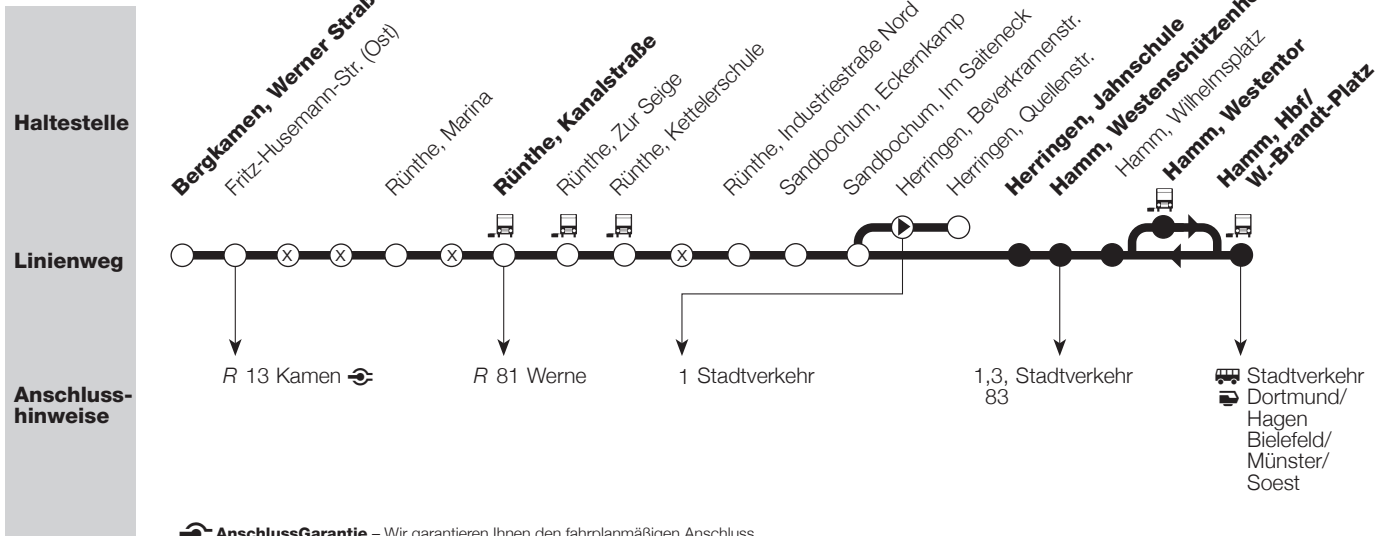 Haltestelle
Bergkamen, Werner Straß
Fritz-Husemann-Str. (Ost)
Rünthe, Marina
Rünthe, Kanalstraße
Rünthe, Zur Seige
Rünthe, Kettelerschule
Rünthe, Industriestraße Nord
Sandbochum, Eckernkamp
Sandbochum, Im Saiteneck
Herringen, Beverkramenstr.
Herringen, Quellenstr.
Herringen, Jahnschule
Hamm, Westenschützenho
Hamm, Wilhelmsplatz
Hamm, Westentor
Hamm, Hbf/
W.-Brandt-Platz
Linienweg
x x x x
Anschluss-
hinweise
R 13 Kamen
R 81 Werne
1 Stadtverkehr
1,3, Stadtverkehr
83
Stadtverkehr
Dortmund/
Hagen
Bielefeld/
Münster/
Soest
AnschlussGarantie – Wir garantieren Ihnen den fahrplanmäßigen Anschluss